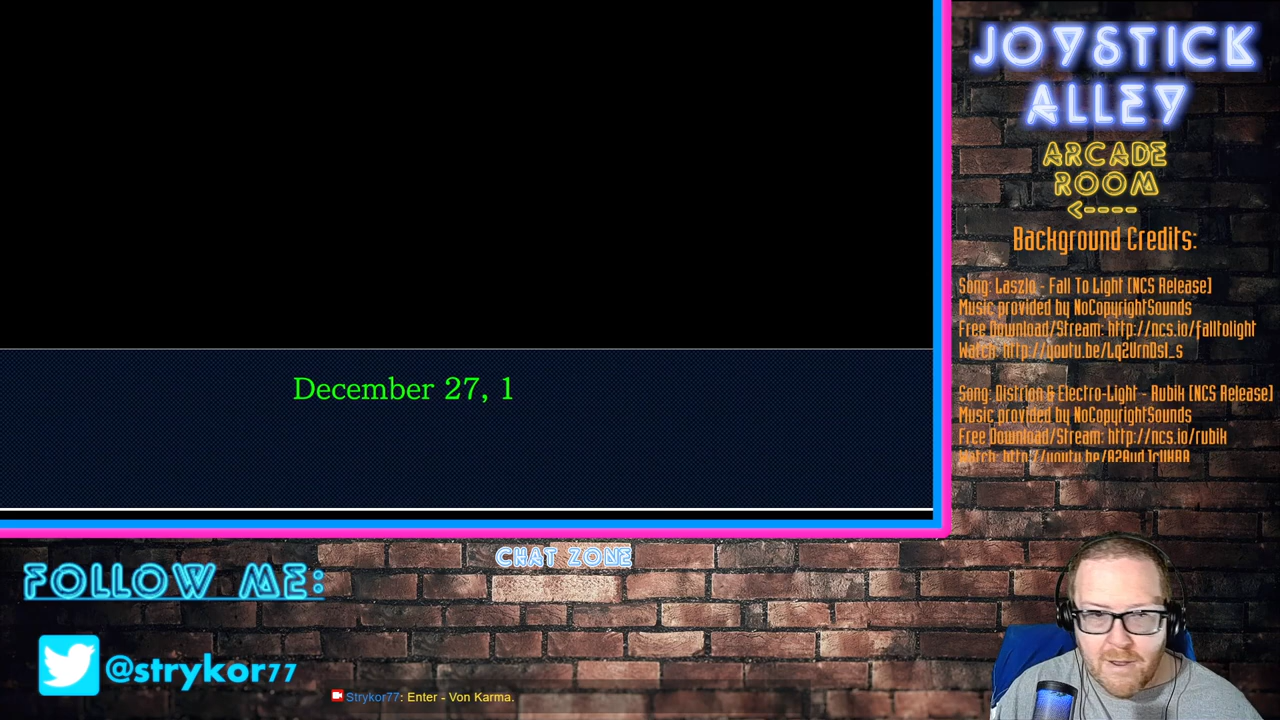 JOYSTICK
ALLEY
ARCADE
ROOM
<----
Background Credits:
Song: Laszlo - Fall To Light [NCS Release]
Music provided by NoCopyrightSounds
Free Download/Stream: http://ncs.io/falltolight
Watch: http://youtu.be/Lq2UrnDsI_s
Song: Distrion & Electro-Light - Rubik [NCS Release]
Music provided by NoCopyrightSounds
Free Download/Stream: http://ncs.io/rubik
December 27, 1
CHAT ZONE
FOLLOW ME:
@strykor77
Strykor77: Enter - Von Karma.